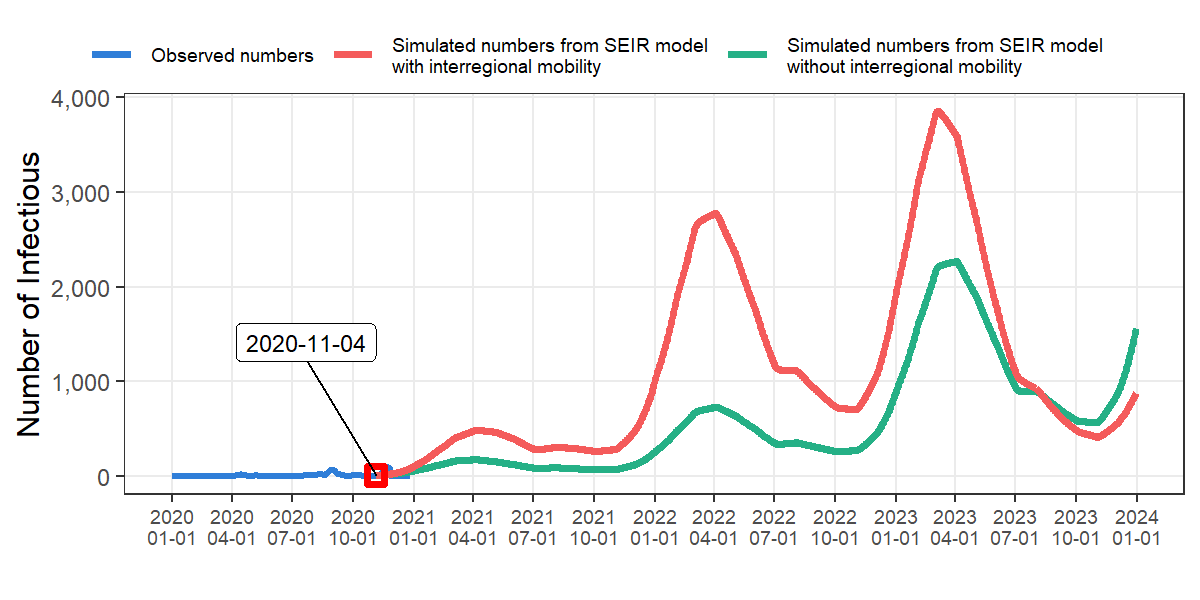 Observed numbers
Simulated numbers from SEIR model
with interregional mobility
Simulated numbers from SEIR model
without interregional mobility
Number of Infectious
4,000
3,000
2,000
1,000
0
2020-11-04
2020 2020 2020 2020 2021 2021 2021 2021 2022 2022 2022 2022 2023 2023 2023 2023 2024
01-01 04-01 07-01 10-01 01-01 04-01 07-01 10-01 01-01 04-01 07-01 10-01 01-01 04-01 07-01 10-01 01-01